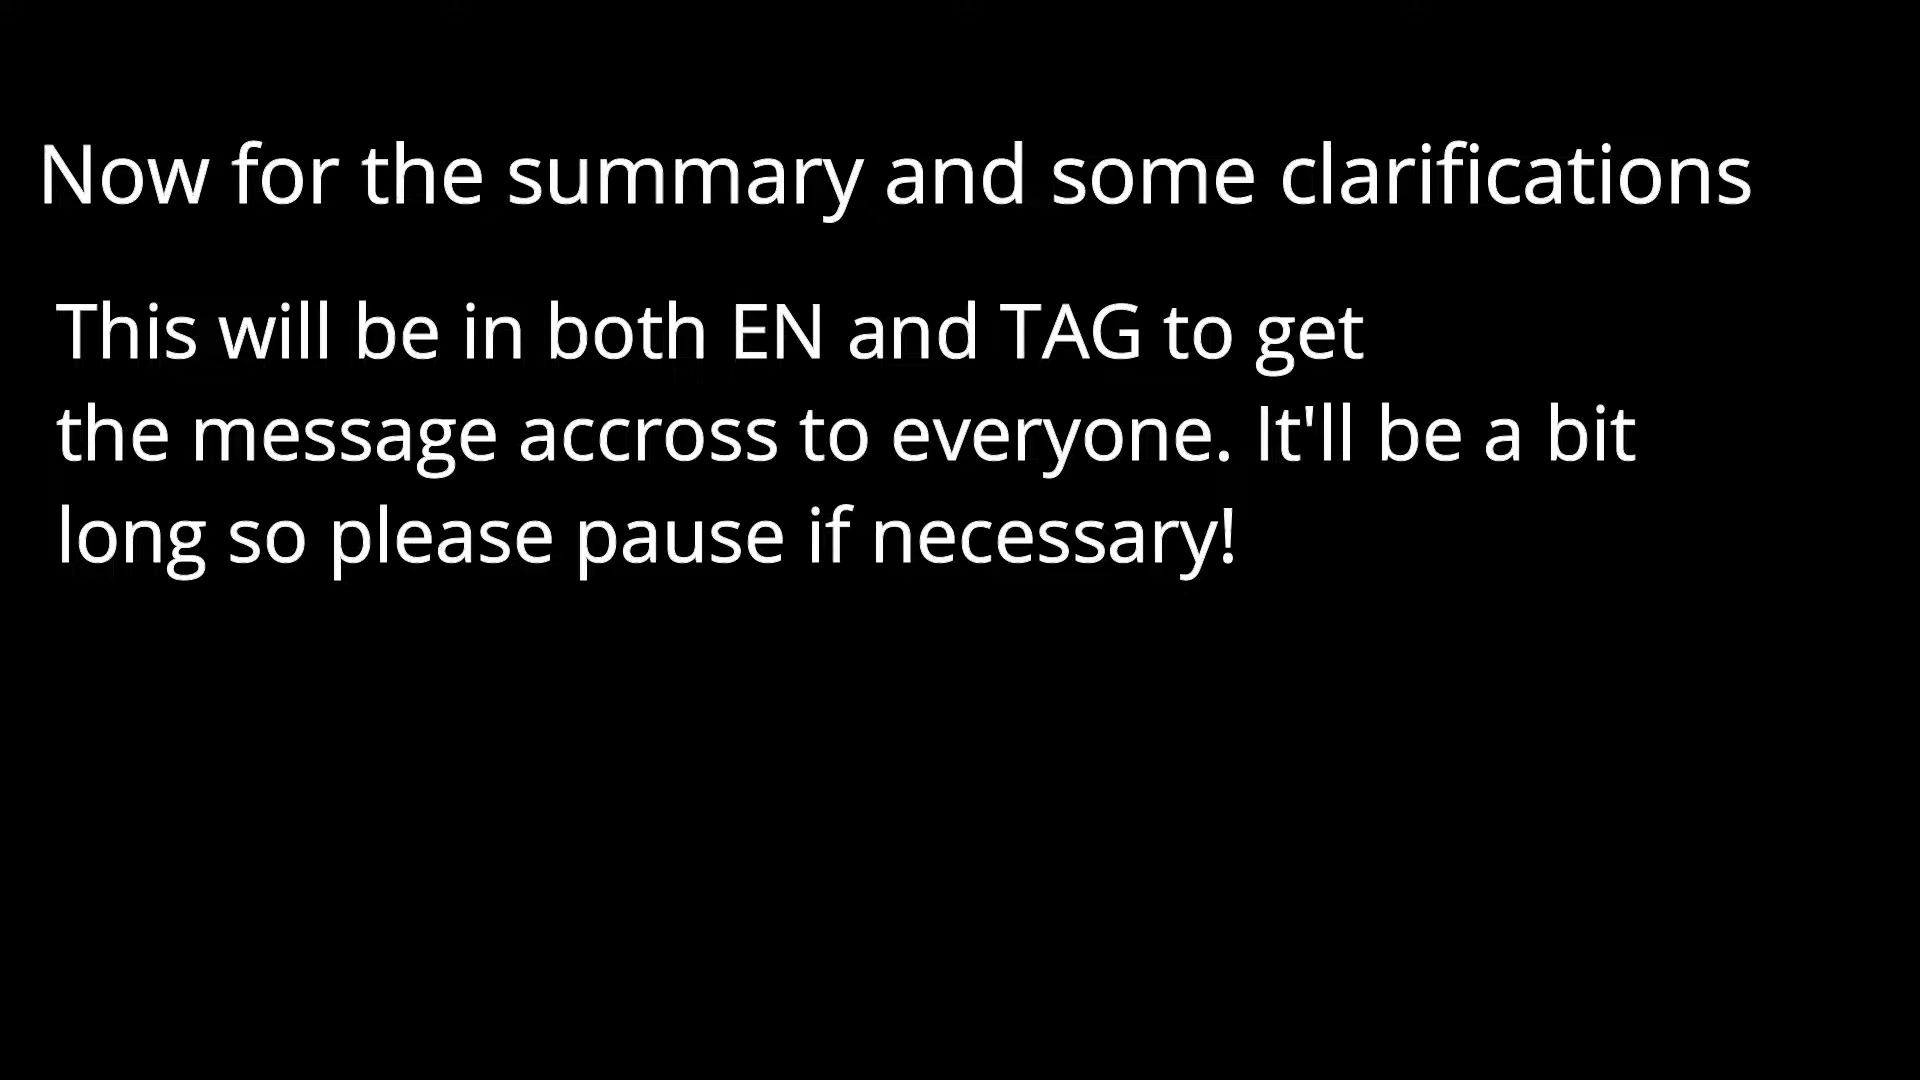 Now for the summary and some clarifications
This will be in both EN and TAG to get
the message accross to everyone. It'll be a bit
long so please pause if necessary!